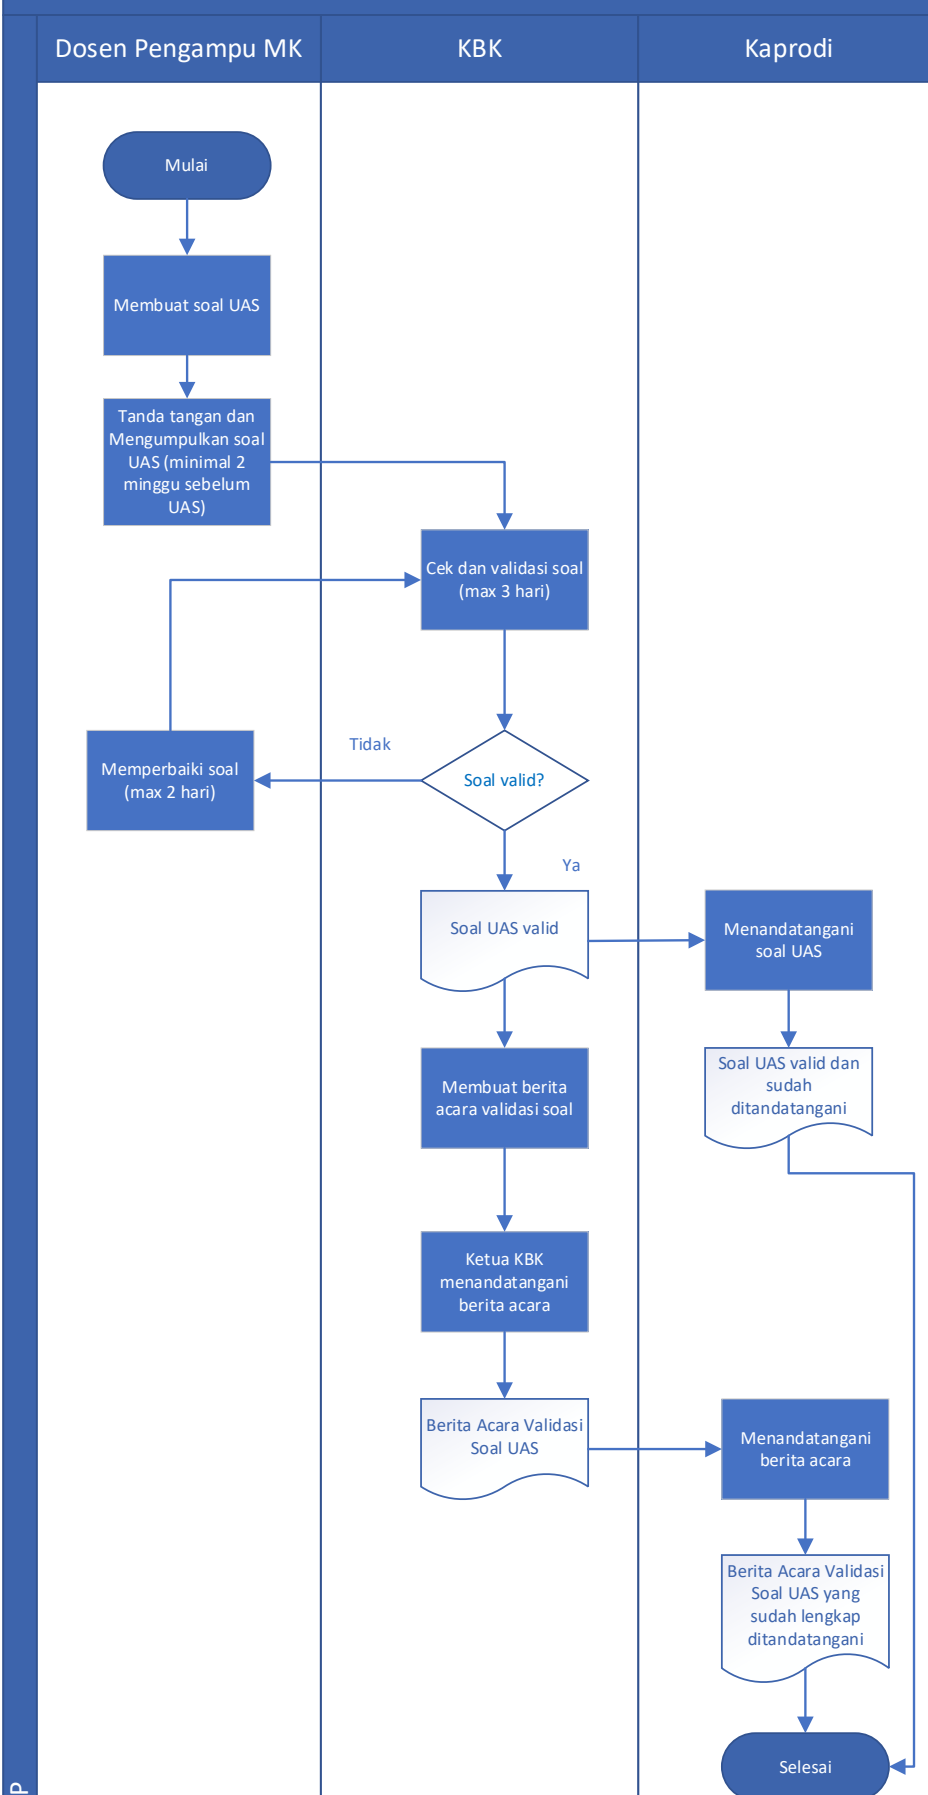 Dosen Pengampu MK
KBK
Kaprodi
Mulai
Membuat soal UAS
Tanda tangan dan
Mengumpulkan soal
UAS (minimal 2
minggu sebelum
UAS)
Cek dan validasi soal
(max 3 hari)
Memperbaiki soal
(max 2 hari)
Tidak
Soal valid?
Ya
Soal UAS valid
Menandatangani
soal UAS
Membuat berita
acara validasi soal
Soal UAS valid dan
sudah
ditandatangani
Ketua KBK
menandatangani
berita acara
Berita Acara Validasi
Soal UAS
Menandatangani
berita acara
Berita Acara Validasi
Soal UAS yang
sudah lengkap
ditandatangani
Selesai
P